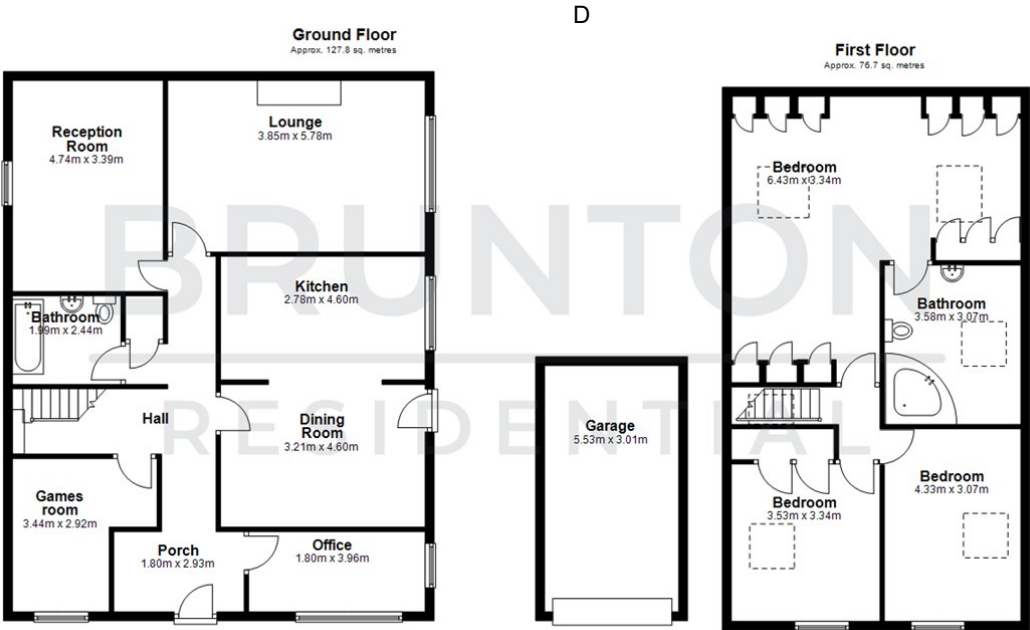 D
Ground Floor
Approx. 127.8 sq. metres
Reception
Room
4.74m x 3.39m
Lounge
3.85m x 5.78m
Kitchen
2.78m x 4.60m
Bathroom
1.99m x 2.44m
Hall
Dining
Room
3.21m x 4.60m
Games
room
3.44m x 2.92m
Porch
1.80m x 2.93m
Office
1.80m x 3.96m
Garage
5.53m x 3.01m
First Floor
Approx. 76.7 sq. metres
Bedroom
6.43m x 3.34m
Bathroom
3.58m x 3.07m
Bedroom
3.53m x 3.34m
Bedroom
4.33m x 3.07m
BRUNTON
RESIDENTIAL